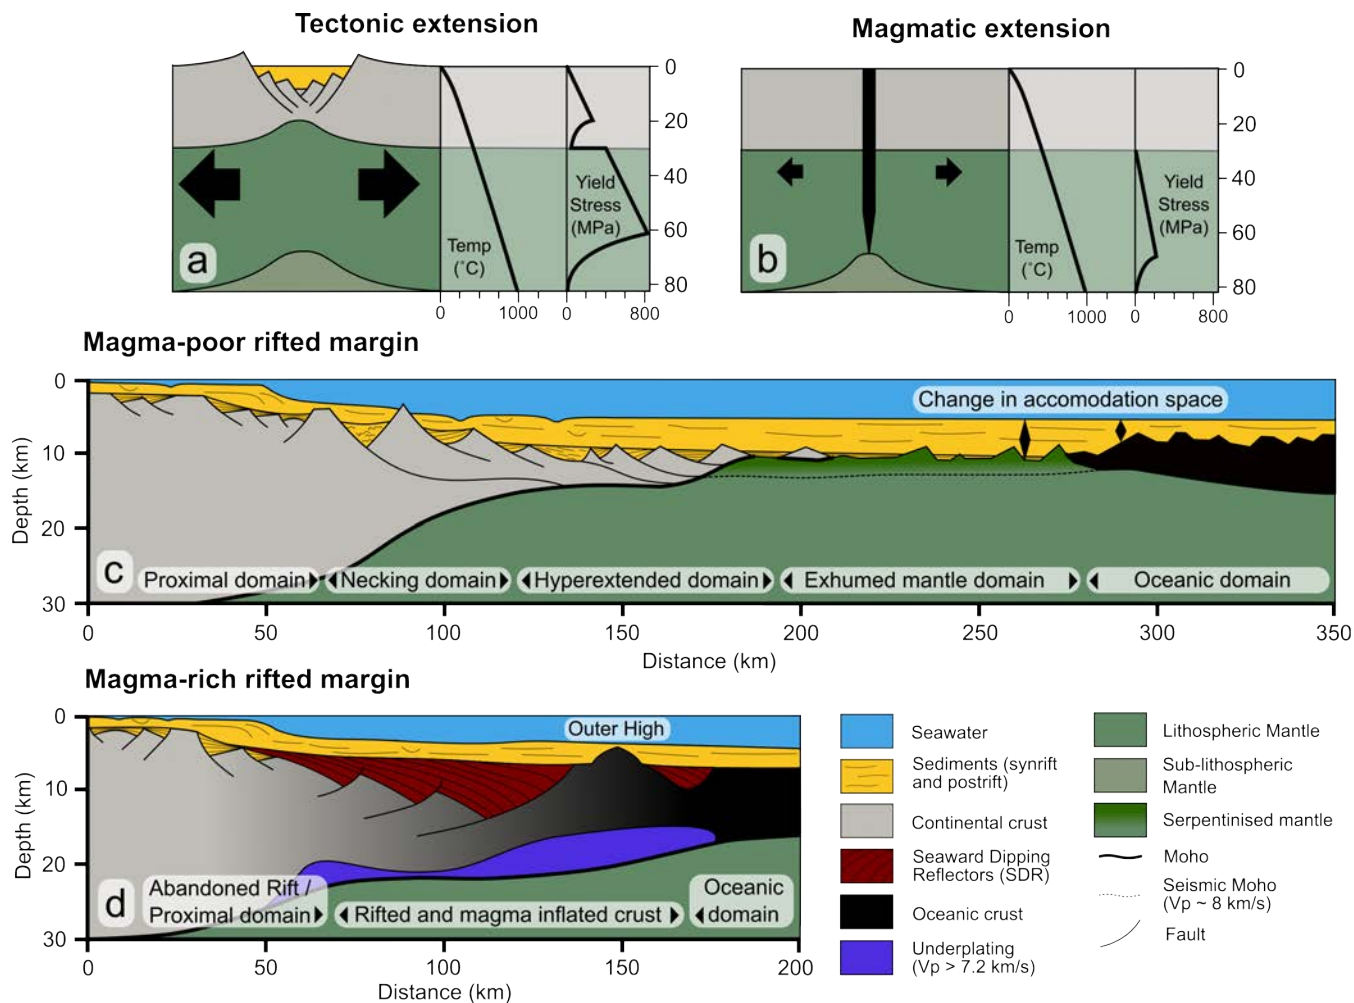 Tectonic extension
Magmatic extension
0
20
40
60
80
Yield
Stress
(MPa)
Temp
(˚C)
a
0
1000
0
800
0
20
40
60
80
Yield
Stress
(MPa)
Temp
(˚C)
b
0
1000
0
800
Magma-poor rifted margin
0
10
20
30
Depth (km)
Change in accomodation space
c
Proximal domain
Necking domain
Hyperextended domain
Exhumed mantle domain
Oceanic domain
0
50
100
150
200
250
300
350
Distance (km)
Magma-rich rifted margin
0
10
20
30
Depth (km)
Outer High
d
Abandoned Rift /
Proximal domain
Rifted and magma inflated crust
Oceanic
domain
0
50
100
150
200
Distance (km)
Seawater
Sediments (synrift
and postrift)
Continental crust
Seaward Dipping
Reflectors (SDR)
Oceanic crust
Underplating
(Vp > 7.2 km/s)
Lithospheric Mantle
Sub-lithospheric
Mantle
Serpentinised mantle
Moho
Seismic Moho
(Vp ~ 8 km/s)
Fault